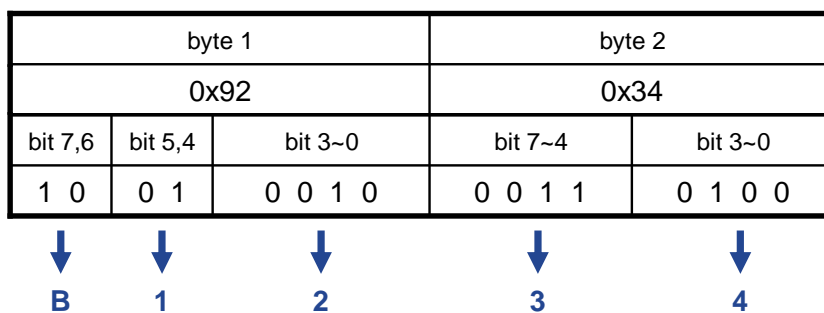 byte 1 byte 2
0x92 0x34
bit 7,6 bit 5,4 bit 3~0 bit 7~4 bit 3~0
1 0 0 1 0 0 1 0 0 0 1 1 0 1 0 0
B 1 2 3 4